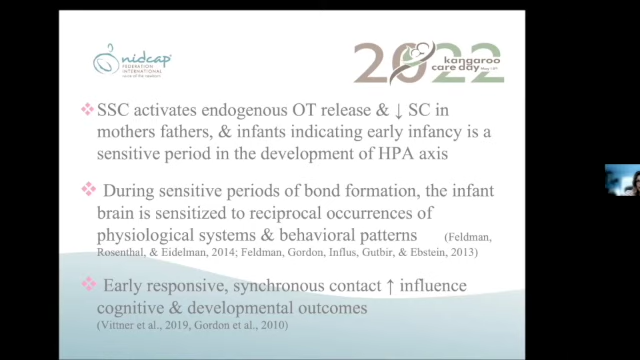 nidcap
FEDERATION
INTERNATIONAL
2022
kangaroo
care day
SSC activates endogenous OT release & ↓ SC in
mothers fathers, & infants indicating early infancy is a
sensitive period in the development of HPA axis
During sensitive periods of bond formation, the infant
brain is sensitized to reciprocal occurrences of
physiological systems & behavioral patterns (Feldman,
Rosenthal, & Eidelman, 2014; Feldman, Gordon, Influs, Gutbir, & Ebstein, 2013)
Early responsive, synchronous contact ↑ influence
cognitive & developmental outcomes
(Vittner et al., 2019, Gordon et al., 2010)